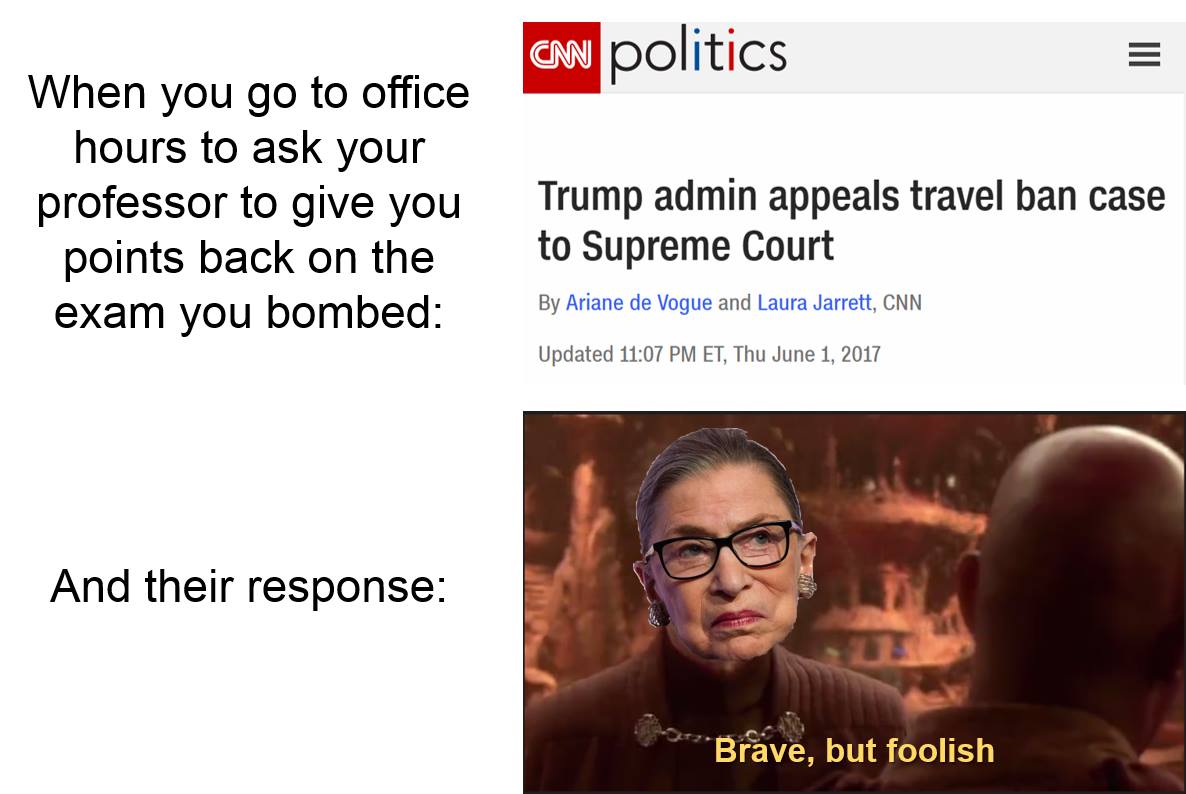 When you go to office
hours to ask your
professor to give you
points back on the
exam you bombed:
CNN politics
Trump admin appeals travel ban case
to Supreme Court
By Ariane de Vogue and Laura Jarrett, CNN
Updated 11:07 PM ET, Thu June 1, 2017
And their response:
Brave, but foolish